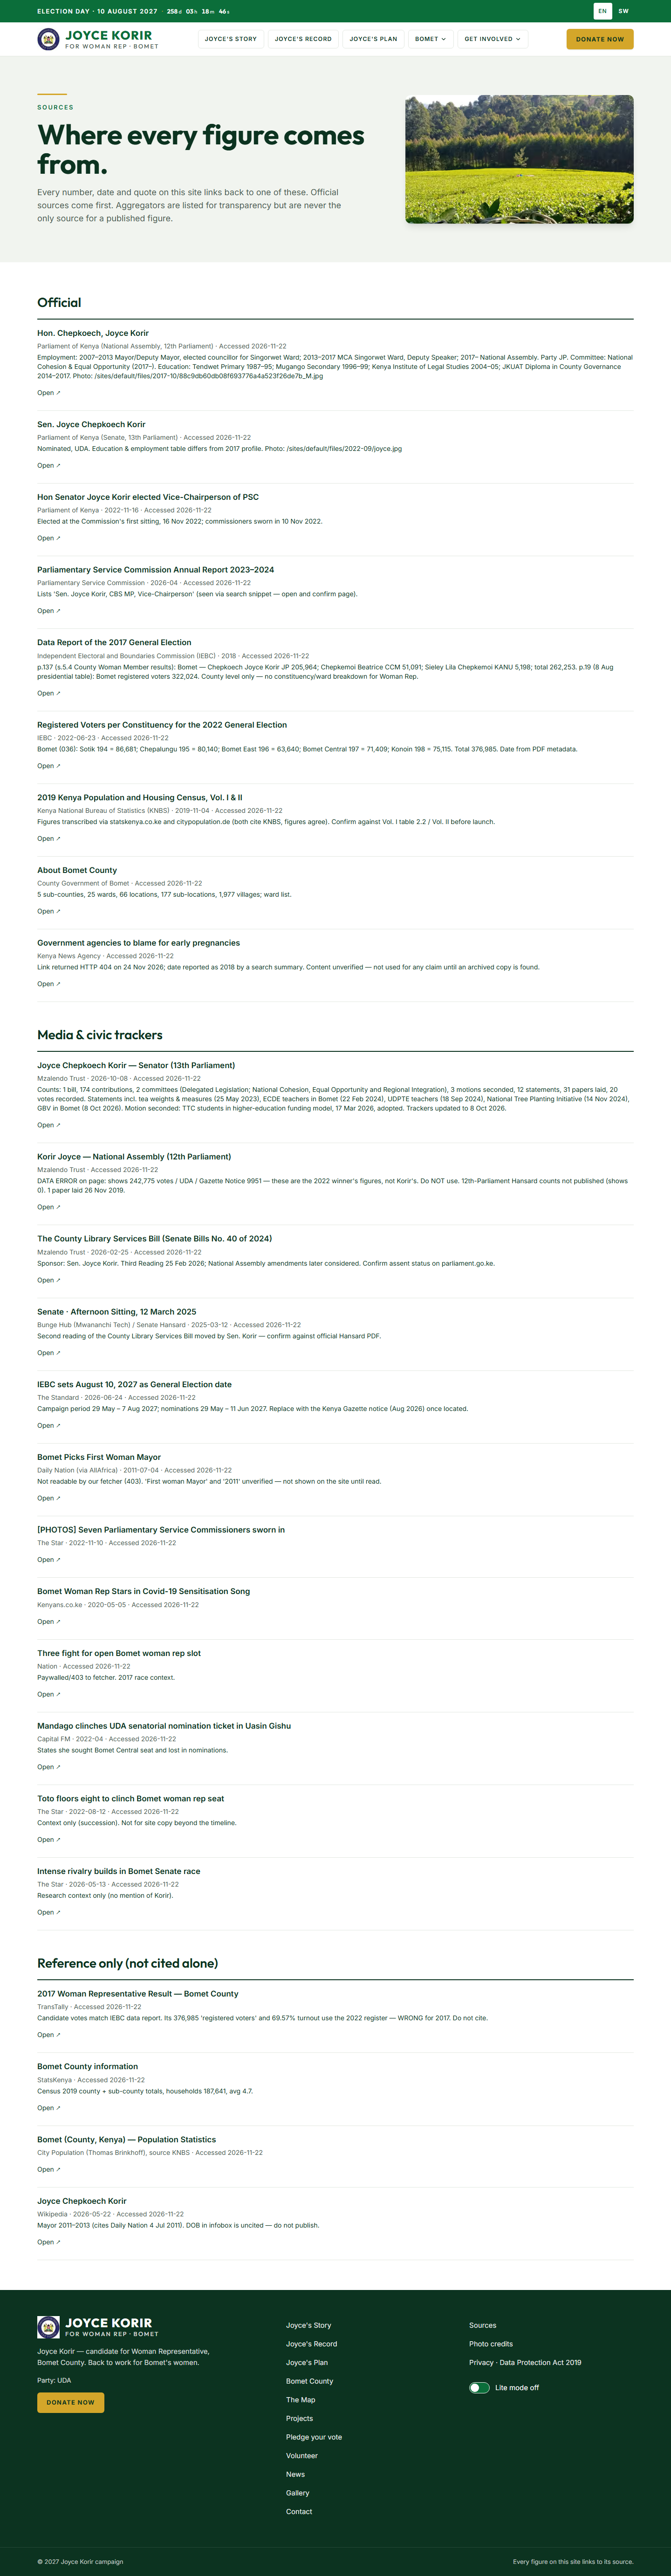 ELECTION DAY · 10 AUGUST 2027 · 258d 03h 18m 46s
EN SW
JOYCE KORIR
FOR WOMAN REP · BOMET
JOYCE'S STORY
JOYCE'S RECORD
JOYCE'S PLAN
BOMET
GET INVOLVED
DONATE NOW
SOURCES
Where every figure comes
from.
Every number, date and quote on this site links back to one of these. Official
sources come first. Aggregators are listed for transparency but are never the
only source for a published figure.
Official
Hon. Chepkoech, Joyce Korir
Parliament of Kenya (National Assembly, 12th Parliament) · Accessed 2026-11-22
Employment: 2007–2013 Mayor/Deputy Mayor, elected councillor for Singorwet Ward; 2013–2017 MCA Singorwet Ward, Deputy Speaker; 2017– National Assembly. Party JP. Committee: National
Cohesion & Equal Opportunity (2017–). Education: Tendwet Primary 1987–95; Mugango Secondary 1996–99; Kenya Institute of Legal Studies 2004–05; JKUAT Diploma in County Governance
2014–2017. Photo: /sites/default/files/2017-10/88c9db60db08f693776a4a523f26de7b_M.jpg
Open ↗
Sen. Joyce Chepkoech Korir
Parliament of Kenya (Senate, 13th Parliament) · Accessed 2026-11-22
Nominated, UDA. Education & employment table differs from 2017 profile. Photo: /sites/default/files/2022-09/joyce.jpg
Open ↗
Hon Senator Joyce Korir elected Vice-Chairperson of PSC
Parliament of Kenya · 2022-11-16 · Accessed 2026-11-22
Elected at the Commission's first sitting, 16 Nov 2022; commissioners sworn in 10 Nov 2022.
Open ↗
Parliamentary Service Commission Annual Report 2023–2024
Parliamentary Service Commission · 2026-04 · Accessed 2026-11-22
Lists 'Sen. Joyce Korir, CBS MP, Vice-Chairperson' (seen via search snippet — open and confirm page).
Open ↗
Data Report of the 2017 General Election
Independent Electoral and Boundaries Commission (IEBC) · 2018 · Accessed 2026-11-22
p.137 (s.5.4 County Woman Member results): Bomet — Chepkoech Joyce Korir JP 205,964; Chepkemoi Beatrice CCM 51,091; Sieley Lila Chepkemoi KANU 5,198; total 262,253. p.19 (8 Aug
presidential table): Bomet registered voters 322,024. County level only — no constituency/ward breakdown for Woman Rep.
Open ↗
Registered Voters per Constituency for the 2022 General Election
IEBC · 2022-06-23 · Accessed 2026-11-22
Bomet (036): Sotik 194 = 86,681; Chepalungu 195 = 80,140; Bomet East 196 = 63,640; Bomet Central 197 = 71,409; Konoin 198 = 75,115. Total 376,985. Date from PDF metadata.
Open ↗
2019 Kenya Population and Housing Census, Vol. I & II
Kenya National Bureau of Statistics (KNBS) · 2019-11-04 · Accessed 2026-11-22
Figures transcribed via statskenya.co.ke and citypopulation.de (both cite KNBS, figures agree). Confirm against Vol. I table 2.2 / Vol. II before launch.
Open ↗
About Bomet County
County Government of Bomet · Accessed 2026-11-22
5 sub-counties, 25 wards, 66 locations, 177 sub-locations, 1,977 villages; ward list.
Open ↗
Government agencies to blame for early pregnancies
Kenya News Agency · Accessed 2026-11-22
Link returned HTTP 404 on 24 Nov 2026; date reported as 2018 by a search summary. Content unverified — not used for any claim until an archived copy is found.
Open ↗
Media & civic trackers
Joyce Chepkoech Korir — Senator (13th Parliament)
Mzalendo Trust · 2026-10-08 · Accessed 2026-11-22
Counts: 1 bill, 174 contributions, 2 committees (Delegated Legislation; National Cohesion, Equal Opportunity and Regional Integration), 3 motions seconded, 12 statements, 31 papers laid, 20
votes recorded. Statements incl. tea weights & measures (25 May 2023), ECDE teachers in Bomet (22 Feb 2024), UDPTE teachers (18 Sep 2024), National Tree Planting Initiative (14 Nov 2024),
GBV in Bomet (8 Oct 2026). Motion seconded: TTC students in higher-education funding model, 17 Mar 2026, adopted. Trackers updated to 8 Oct 2026.
Open ↗
Korir Joyce — National Assembly (12th Parliament)
Mzalendo Trust · Accessed 2026-11-22
DATA ERROR on page: shows 242,775 votes / UDA / Gazette Notice 9951 — these are the 2022 winner's figures, not Korir's. Do NOT use. 12th-Parliament Hansard counts not published (shows
0). 1 paper laid 26 Nov 2019.
Open ↗
The County Library Services Bill (Senate Bills No. 40 of 2024)
Mzalendo Trust · 2026-02-25 · Accessed 2026-11-22
Sponsor: Sen. Joyce Korir. Third Reading 25 Feb 2026; National Assembly amendments later considered. Confirm assent status on parliament.go.ke.
Open ↗
Senate · Afternoon Sitting, 12 March 2025
Bunge Hub (Mwananchi Tech) / Senate Hansard · 2025-03-12 · Accessed 2026-11-22
Second reading of the County Library Services Bill moved by Sen. Korir — confirm against official Hansard PDF.
Open ↗
IEBC sets August 10, 2027 as General Election date
The Standard · 2026-06-24 · Accessed 2026-11-22
Campaign period 29 May – 7 Aug 2027; nominations 29 May – 11 Jun 2027. Replace with the Kenya Gazette notice (Aug 2026) once located.
Open ↗
Bomet Picks First Woman Mayor
Daily Nation (via AllAfrica) · 2011-07-04 · Accessed 2026-11-22
Not readable by our fetcher (403). 'First woman Mayor' and '2011' unverified — not shown on the site until read.
Open ↗
[PHOTOS] Seven Parliamentary Service Commissioners sworn in
The Star · 2022-11-10 · Accessed 2026-11-22
Open ↗
Bomet Woman Rep Stars in Covid-19 Sensitisation Song
Kenyans.co.ke · 2020-05-05 · Accessed 2026-11-22
Open ↗
Three fight for open Bomet woman rep slot
Nation · Accessed 2026-11-22
Paywalled/403 to fetcher. 2017 race context.
Open ↗
Mandago clinches UDA senatorial nomination ticket in Uasin Gishu
Capital FM · 2022-04 · Accessed 2026-11-22
States she sought Bomet Central seat and lost in nominations.
Open ↗
Toto floors eight to clinch Bomet woman rep seat
The Star · 2022-08-12 · Accessed 2026-11-22
Context only (succession). Not for site copy beyond the timeline.
Open ↗
Intense rivalry builds in Bomet Senate race
The Star · 2026-05-13 · Accessed 2026-11-22
Research context only (no mention of Korir).
Open ↗
Reference only (not cited alone)
2017 Woman Representative Result — Bomet County
TransTally · Accessed 2026-11-22
Candidate votes match IEBC data report. Its 376,985 'registered voters' and 69.57% turnout use the 2022 register — WRONG for 2017. Do not cite.
Open ↗
Bomet County information
StatsKenya · Accessed 2026-11-22
Census 2019 county + sub-county totals, households 187,641, avg 4.7.
Open ↗
Bomet (County, Kenya) — Population Statistics
City Population (Thomas Brinkhoff), source KNBS · Accessed 2026-11-22
Open ↗
Joyce Chepkoech Korir
Wikipedia · 2026-05-22 · Accessed 2026-11-22
Mayor 2011–2013 (cites Daily Nation 4 Jul 2011). DOB in infobox is uncited — do not publish.
Open ↗
JOYCE KORIR
FOR WOMAN REP · BOMET
Joyce Korir — candidate for Woman Representative,
Bomet County. Back to work for Bomet's women.
Party: UDA
DONATE NOW
Joyce's Story
Joyce's Record
Joyce's Plan
Bomet County
The Map
Projects
Pledge your vote
Volunteer
News
Gallery
Contact
Sources
Photo credits
Privacy · Data Protection Act 2019
Lite mode off
© 2027 Joyce Korir campaign
Every figure on this site links to its source.